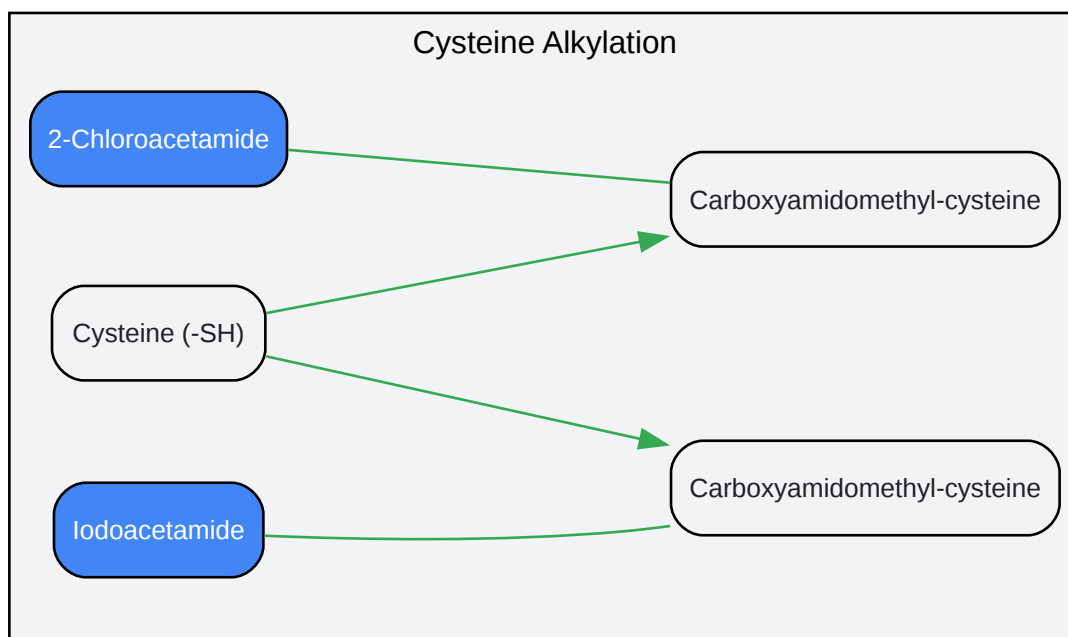 Cysteine Alkylation
2-Chloroacetamide
Carboxyamidomethyl-cysteine
Cysteine (-SH)
Carboxyamidomethyl-cysteine
Iodoacetamide